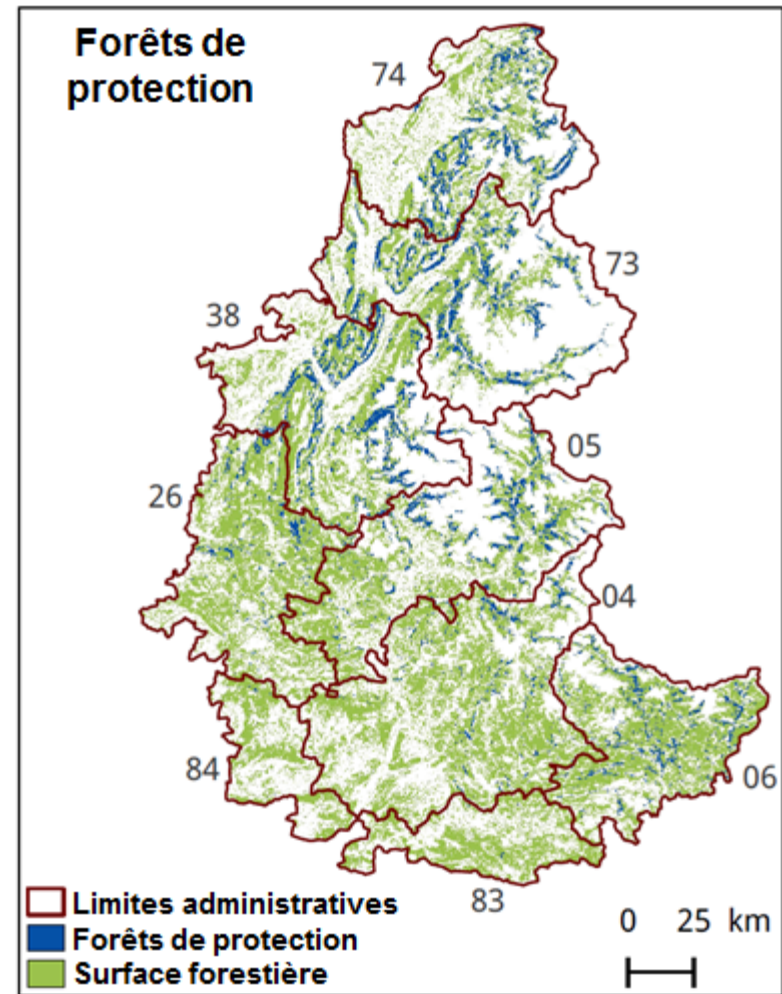 Forêts de
protection
74
73
38
05
26
04
84
06
83
Limites administratives
Forêts de protection
Surface forestière
0 25 km